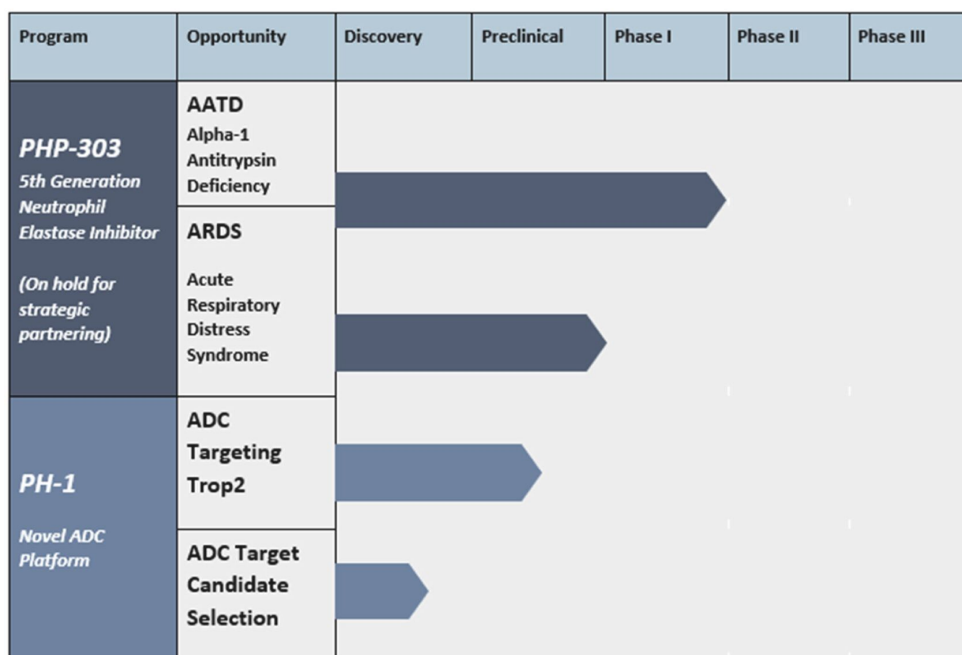 Program Opportunity Discovery Preclinical Phase I Phase II Phase III
PHP-303
5th Generation
Neutrophil
Elastase Inhibitor
(On hold for
strategic
partnering)
AATD
Alpha-1
Antitrypsin
Deficiency
ARDS
Acute
Respiratory
Distress
Syndrome
PH-1
Novel ADC
Platform
ADC
Targeting
Trop2
ADC Target
Candidate
Selection